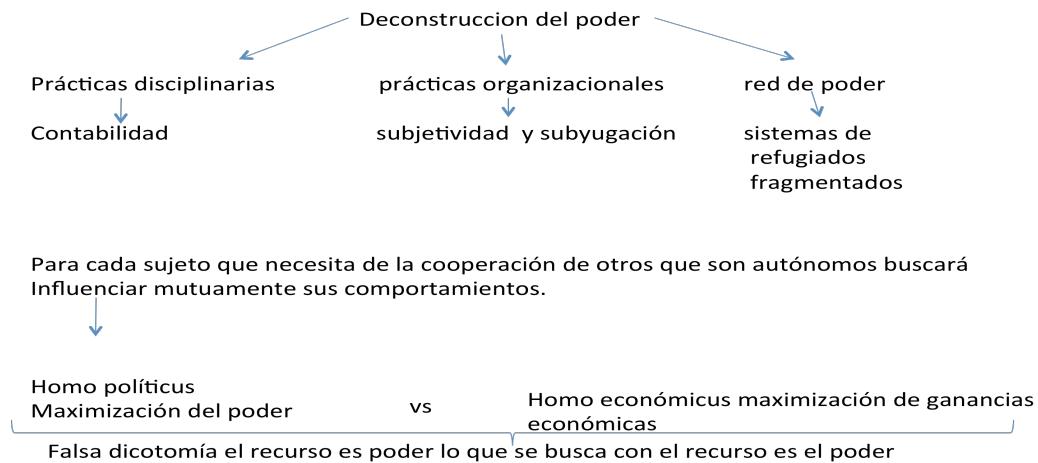 Deconstruccion del poder
Prácticas disciplinarias
prácticas organizacionales
red de poder
Contabilidad
subjetividad y subyugación
sistemas de
refugiados
fragmentados
Para cada sujeto que necesita de la cooperación de otros que son autónomos buscará
Influenciar mutuamente sus comportamientos.
Homo políticus
Maximización del poder
vs
Homo económicus maximización de ganancias
económicas
Falsa dicotomía el recurso es poder lo que se busca con el recurso es el poder